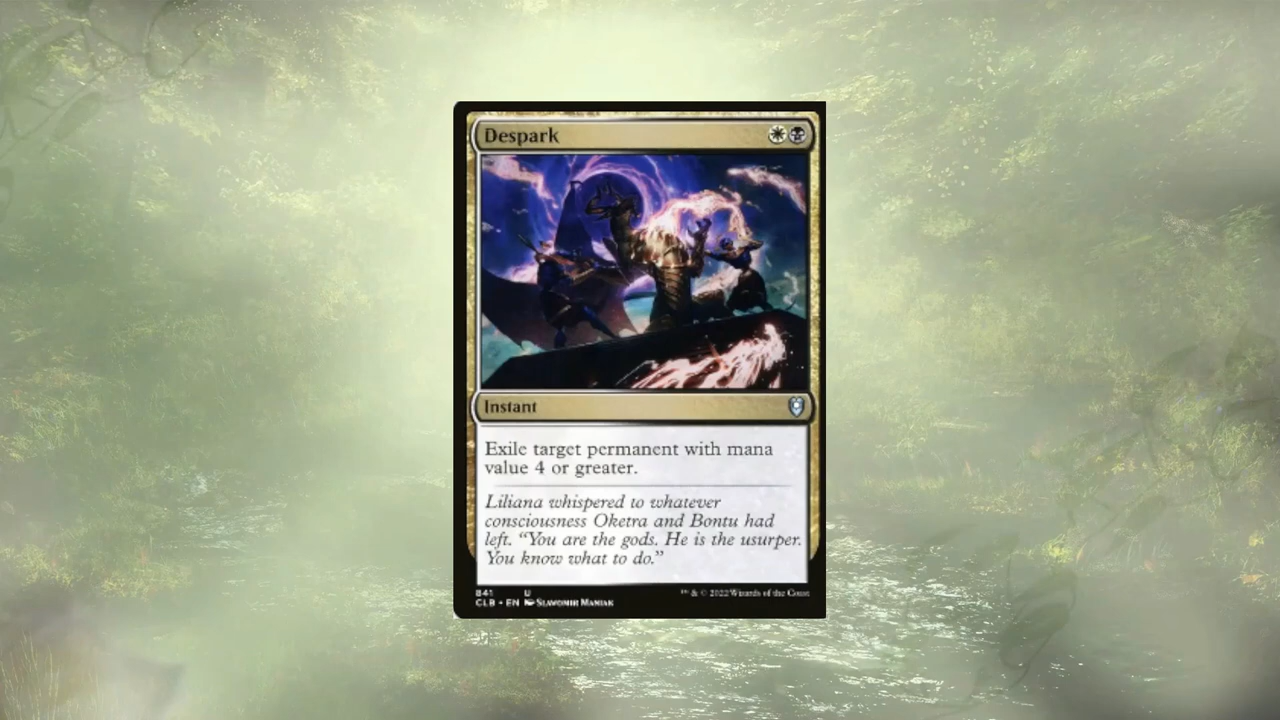 Despark
Instant
Exile target permanent with mana
value 4 or greater.
Liliana whispered to whatever
consciousness Oketra and Bontu had
left. “You are the gods. He is the usurper.
You know what to do.”
841 U
CLB • EN Slawomir Maniak
™ & © 2022 Wizards of the Coast